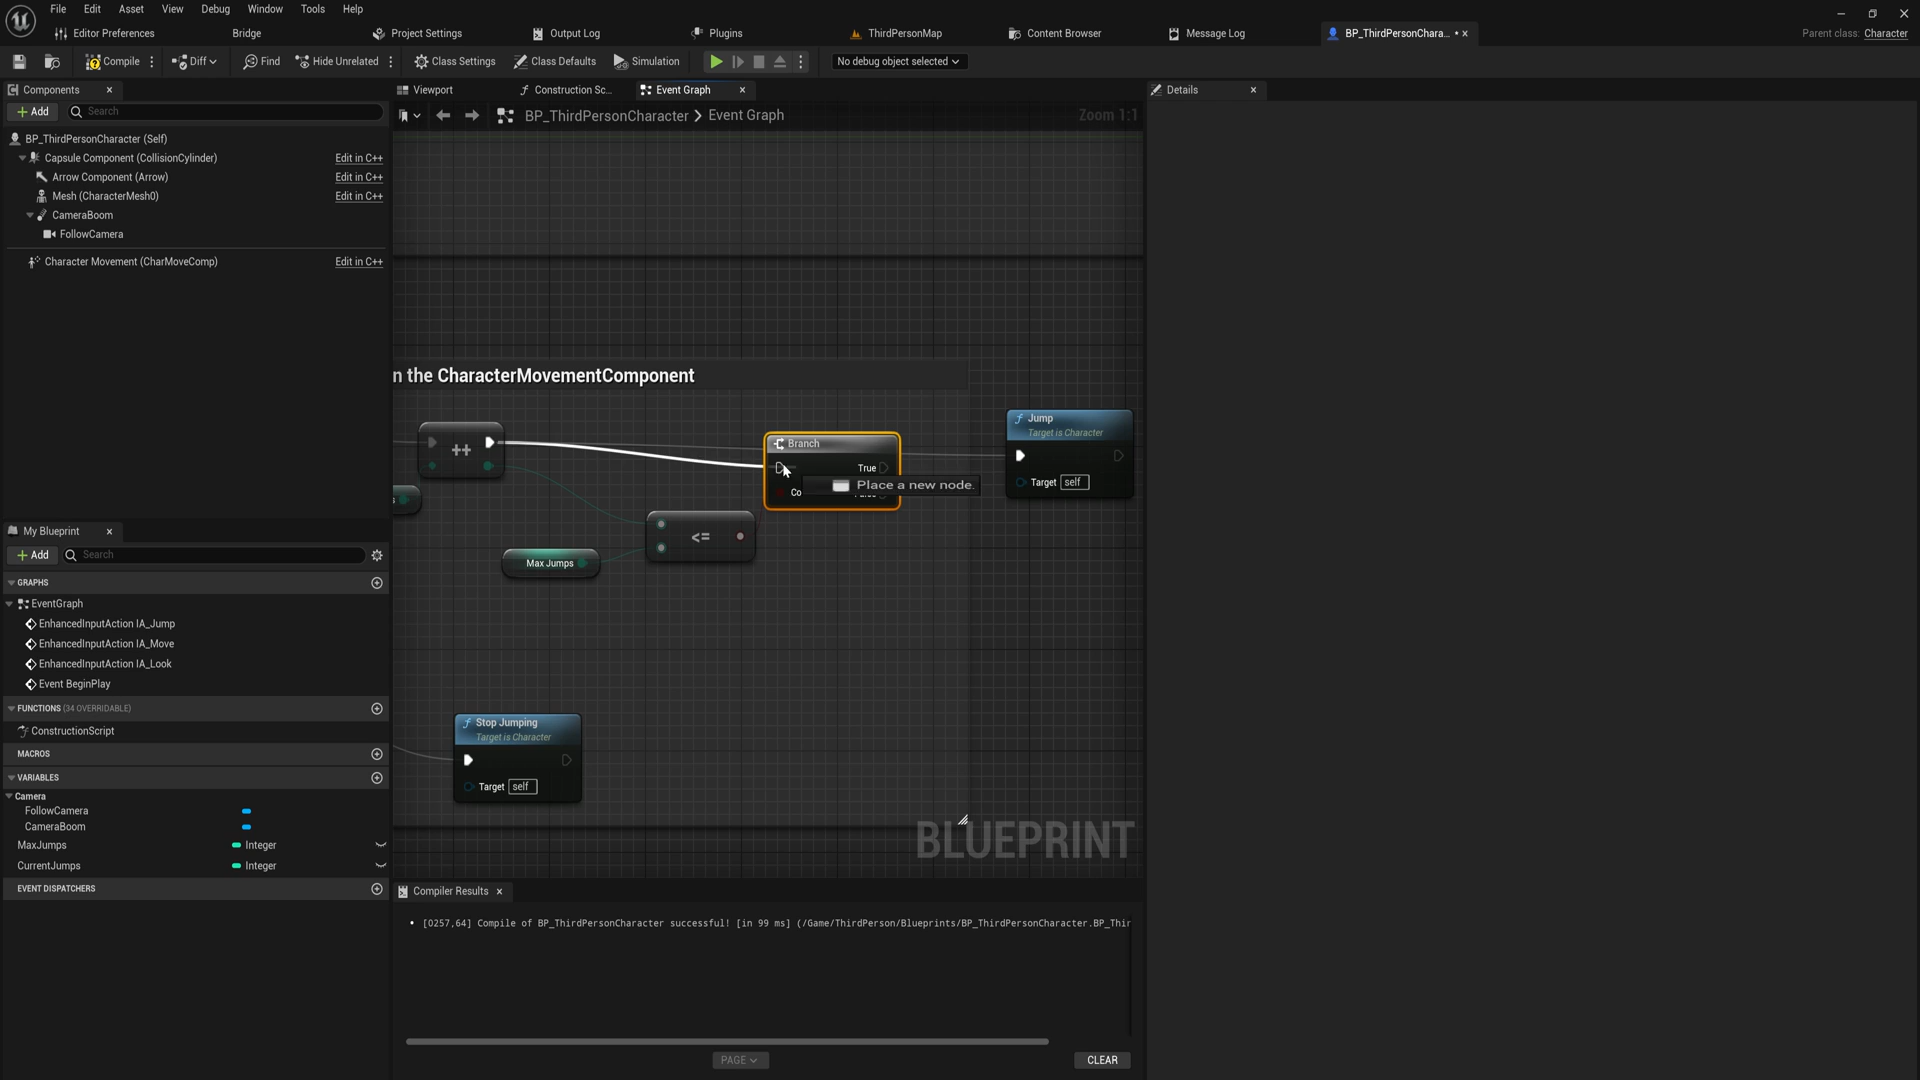 File Edit Asset View Debug Window Tools Help
Editor Preferences Bridge Project Settings Output Log Plugins ThirdPersonMap Content Browser Message Log BP_ThirdPersonChara... Parent class: Character
Compile Diff Find Hide Unrelated Class Settings Class Defaults Simulation No debug object selected
Components Viewport Construction Sc... Event Graph Details
+ Add Search BP_ThirdPersonCharacter > Event Graph Zoom 1:1
BP_ThirdPersonCharacter (Self)
Capsule Component (CollisionCylinder) Edit in C++
Arrow Component (Arrow) Edit in C++
Mesh (CharacterMesh0) Edit in C++
CameraBoom
FollowCamera
Character Movement (CharMoveComp) Edit in C++
n the CharacterMovementComponent
Jump
Target is Character
Target self
++
Branch
True
Place a new node.
Co
<=
Max Jumps
Stop Jumping
Target is Character
Target self
BLUEPRINT
My Blueprint
+ Add Search
GRAPHS
EventGraph
EnhancedInputAction IA_Jump
EnhancedInputAction IA_Move
EnhancedInputAction IA_Look
Event BeginPlay
FUNCTIONS (34 OVERRIDABLE)
ConstructionScript
MACROS
VARIABLES
Camera
FollowCamera
CameraBoom
MaxJumps Integer
CurrentJumps Integer
EVENT DISPATCHERS
Compiler Results
[0257,64] Compile of BP_ThirdPersonCharacter successful! [in 99 ms] (/Game/ThirdPerson/Blueprints/BP_ThirdPersonCharacter.BP_Thir
PAGE CLEAR